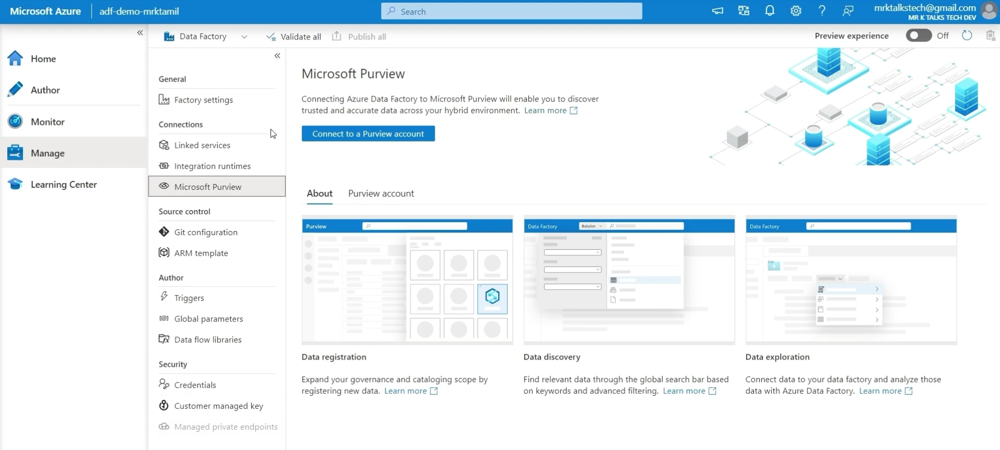 Microsoft Azure
adf-demo-mrktamil
Search
mrktalkstech@gmail.com
MR K TALKS TECH DEV
Data Factory
Validate all
Publish all
Preview experience
Off
Home
Author
Monitor
Manage
Learning Center
General
Factory settings
Connections
Linked services
Integration runtimes
Microsoft Purview
Source control
Git configuration
ARM template
Author
Triggers
Global parameters
Data flow libraries
Security
Credentials
Customer managed key
Managed private endpoints
Microsoft Purview
Connecting Azure Data Factory to Microsoft Purview will enable you to discover
trusted and accurate data across your hybrid environment. Learn more
Connect to a Purview account
About
Purview account
Purview
Data registration
Expand your governance and cataloging scope by
registering new data. Learn more
Data Factory
Babylon
Data discovery
Find relevant data through the global search bar based
on keywords and advanced filtering. Learn more
Data Factory
Data exploration
Connect data to your data factory and analyze those
data with Azure Data Factory. Learn more